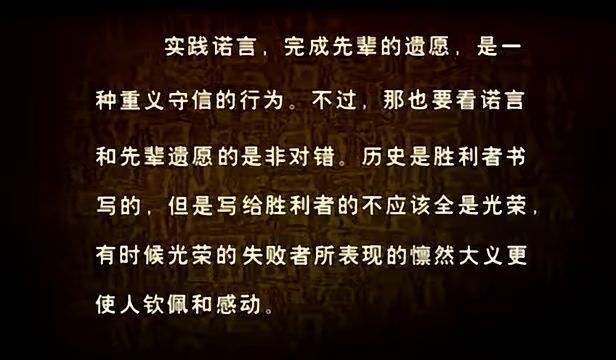 实践诺言，完成先辈的遗愿，是一
种重义守信的行为。不过，那也要看诺言
和先辈遗愿的是非对错。历史是胜利者书
写的，但是写给胜利者的不应该全是光荣，
有时候光荣的失败者所表现的懔然大义更
使人钦佩和感动。